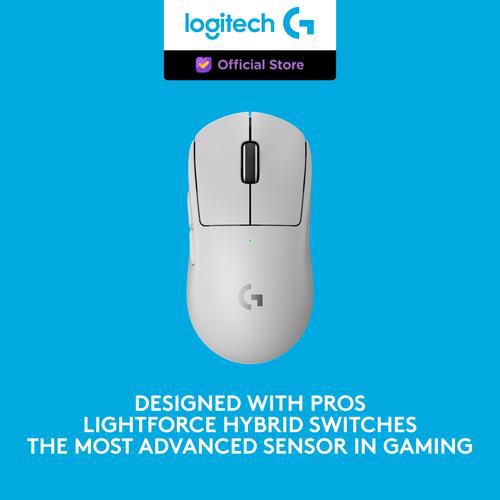 logitech G
Official Store
G
DESIGNED WITH PROS
LIGHTFORCE HYBRID SWITCHES
THE MOST ADVANCED SENSOR IN GAMING